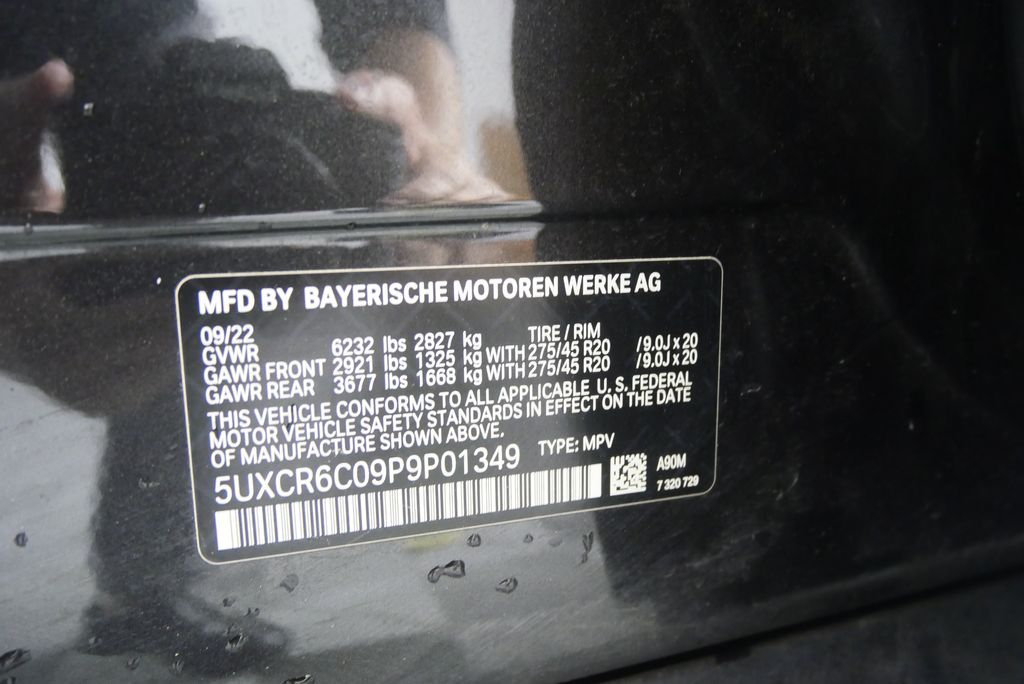 MFD BY BAYERISCHE MOTOREN WERKE AG
09/22 TIRE / RIM
GVWR 6232 lbs 2827 kg
GAWR FRONT 2921 lbs 1325 kg WITH 275/45 R20 /9.0J x 20
GAWR REAR 3677 lbs 1668 kg WITH 275/45 R20 /9.0J x 20
THIS VEHICLE CONFORMS TO ALL APPLICABLE U.S. FEDERAL
MOTOR VEHICLE SAFETY STANDARDS IN EFFECT ON THE DATE
OF MANUFACTURE SHOWN ABOVE.
5UXCR6C09P9P01349 TYPE: MPV
A90M
7 320 729